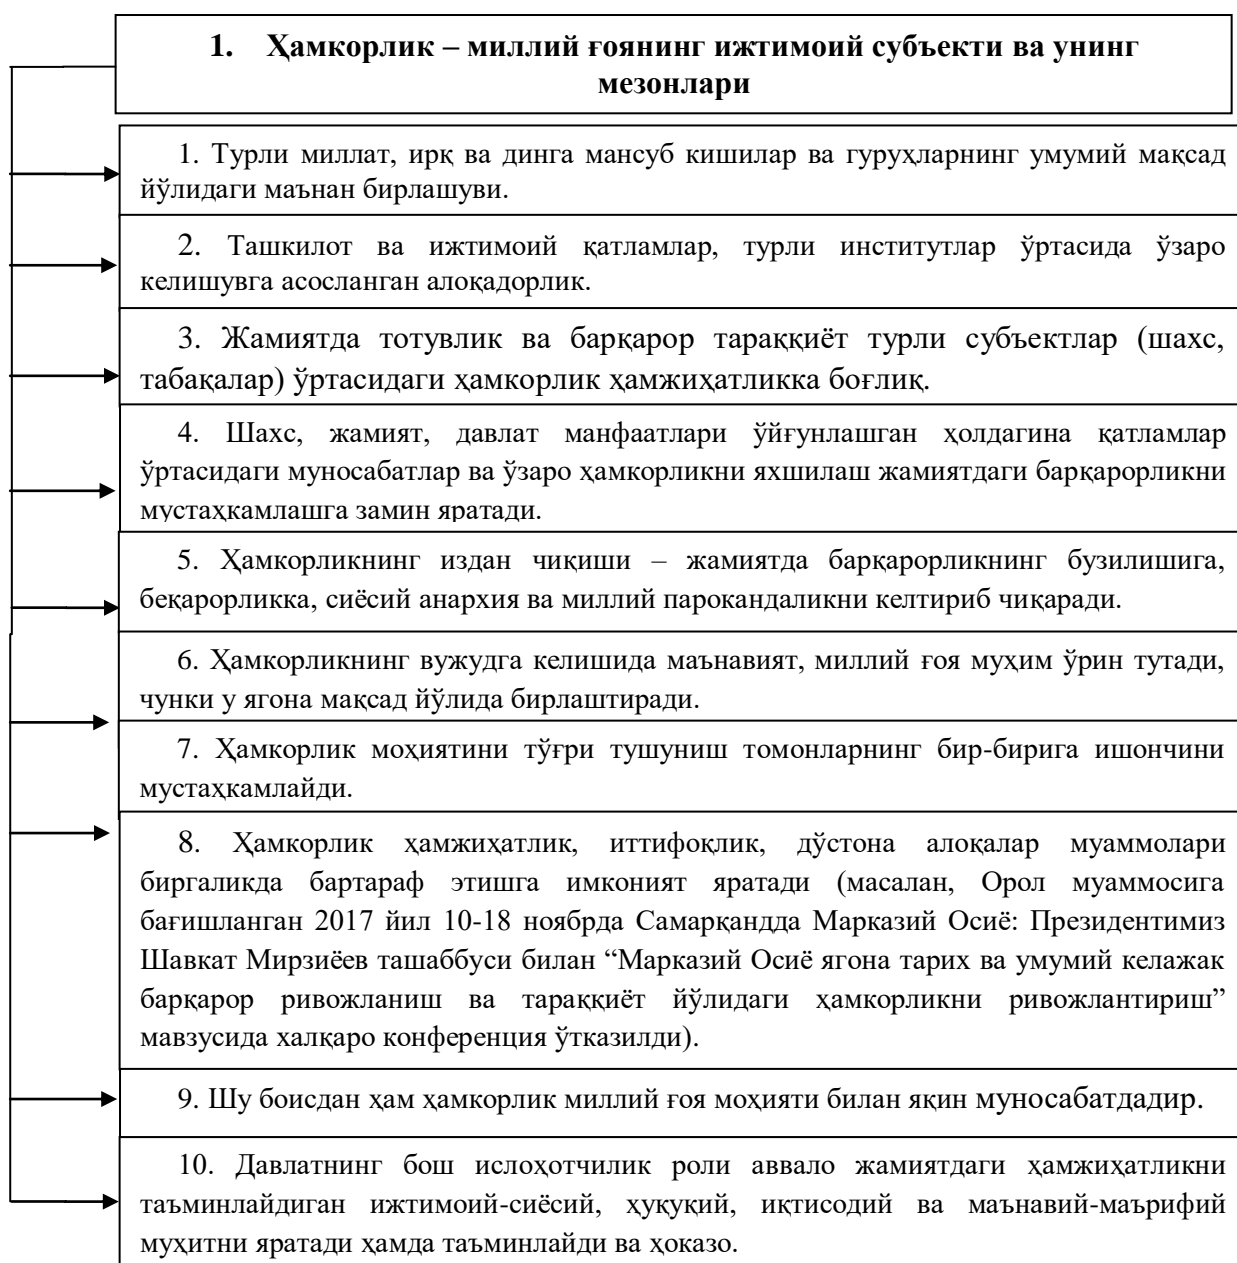 1. Ҳамкорлик – миллий ғоянинг ижтимоий субъекти ва унинг
мезонлари
1. Турли миллат, ирқ ва динга мансуб кишилар ва гуруҳларнинг умумий мақсад
йўлидаги маънан бирлашуви.
2. Ташкилот ва ижтимоий қатламлар, турли институтлар ўртасида ўзаро
келишувга асосланган алоқадорлик.
3. Жамиятда тотувлик ва барқарор тараққиёт турли субъектлар (шахс,
табақалар) ўртасидаги ҳамкорлик ҳамжиҳатликка боғлиқ.
4. Шахс, жамият, давлат манфаатлари ўйғунлашган ҳолдагина қатламлар
ўртасидаги муносабатлар ва ўзаро ҳамкорликни яхшилаш жамиятдаги барқарорликни
мустаҳкамлашга замин яратади.
5. Ҳамкорликнинг издан чиқиши – жамиятда барқарорликнинг бузилишига,
беқарорликка, сиёсий анархия ва миллий парокандаликни келтириб чиқаради.
6. Ҳамкорликнинг вужудга келишида маънавият, миллий ғоя муҳим ўрин тутади,
чунки у ягона мақсад йўлида бирлаштиради.
7. Ҳамкорлик моҳиятини тўғри тушуниш томонларнинг бир-бирига ишончини
мустаҳкамлайди.
8. Ҳамкорлик ҳамжиҳатлик, иттифоқлик, дўстона алоқалар муаммолари
биргаликда бартараф этишга имконият яратади (масалан, Орол муаммосига
бағишланган 2017 йил 10-18 ноябрда Самарқандда Марказий Осиё: Президентимиз
Шавкат Мирзиёев ташаббуси билан “Марказий Осиё ягона тарих ва умумий келажак
барқарор ривожланиш ва тараққиёт йўлидаги ҳамкорликни ривожлантириш”
мавзусида халқаро конференция ўтказилди).
9. Шу боисдан ҳам ҳамкорлик миллий ғоя моҳияти билан яқин муносабатдадир.
10. Давлатнинг бош ислоҳотчилик роли аввало жамиятдаги ҳамжиҳатликни
таъминлайдиган ижтимоий-сиёсий, ҳуқуқий, иқтисодий ва маънавий-маърифий
муҳитни яратади ҳамда таъминлайди ва ҳоказо.